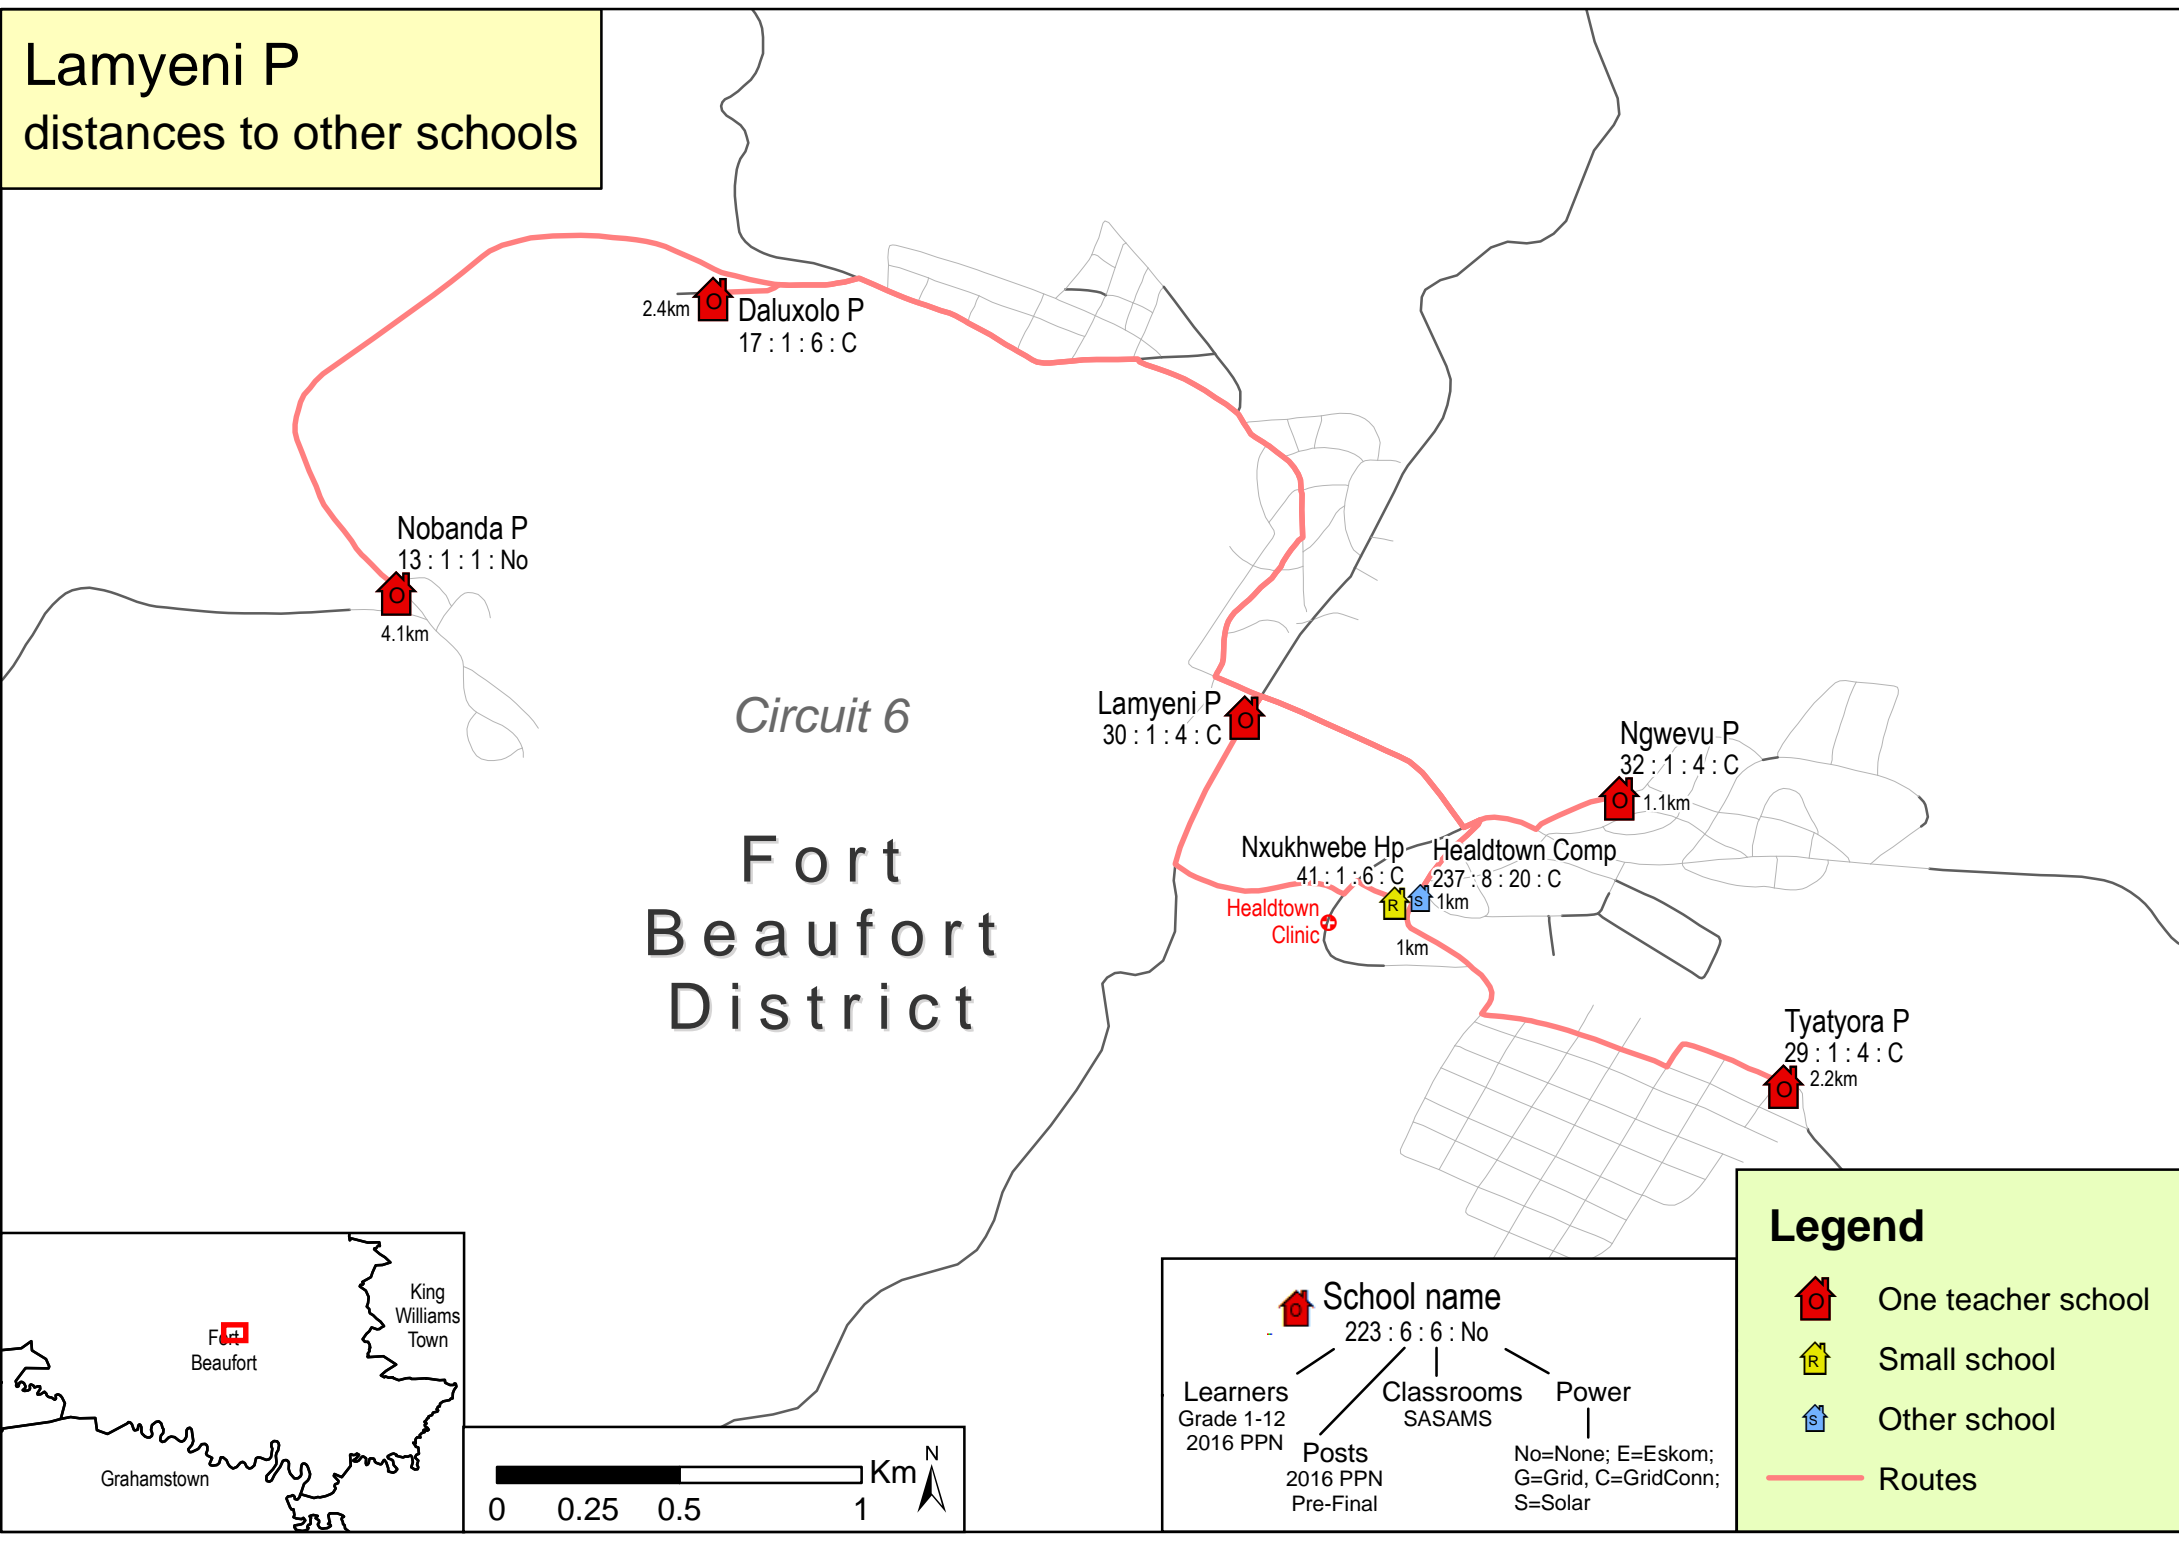 Lamyeni P
distances to other schools
2.4km
O
Daluxolo P
17 : 1 : 6 : C
Nobanda P
13 : 1 : 1 : No
O
4.1km
Circuit 6
Lamyeni P
30 : 1 : 4 : C
O
Ngwevu P
32 : 1 : 4 : C
O
1.1km
Fort
Beaufort
District
Nxukhwebe Hp
41 : 1 : 6 : C
R
Healdtown Comp
237 : 8 : 20 : C
S
1km
Healdtown
Clinic
1km
Tyatyora P
29 : 1 : 4 : C
O
2.2km
King
Williams
Town
Fort
Beaufort
Grahamstown
0 0.25 0.5 1
Km
N
O
School name
223 : 6 : 6 : No
Learners
Grade 1-12
2016 PPN
Posts
2016 PPN
Pre-Final
Classrooms
SASAMS
Power
No=None; E=Eskom;
G=Grid, C=GridConn;
S=Solar
Legend
O One teacher school
R Small school
S Other school
Routes